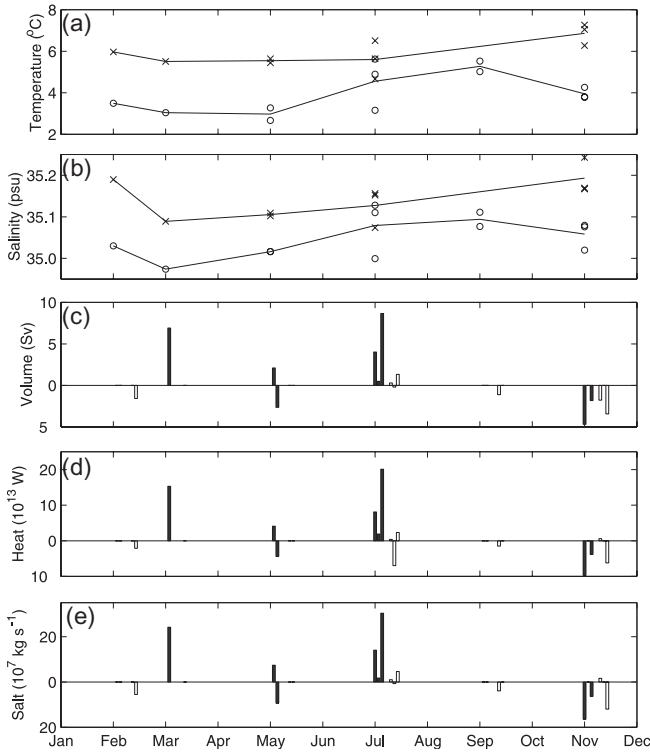 (a)
Temperature (°C)
8
6
4
2
(b)
Salinity (psu)
35.2
35.1
35.0
(c)
Volume (Sv)
10
5
0
5
(d)
Heat (10¹³ W)
20
10
0
10
(e)
Salt (10⁷ kg s⁻¹)
20
0
20
Jan Feb Mar Apr May Jun Jul Aug Sep Oct Nov Dec